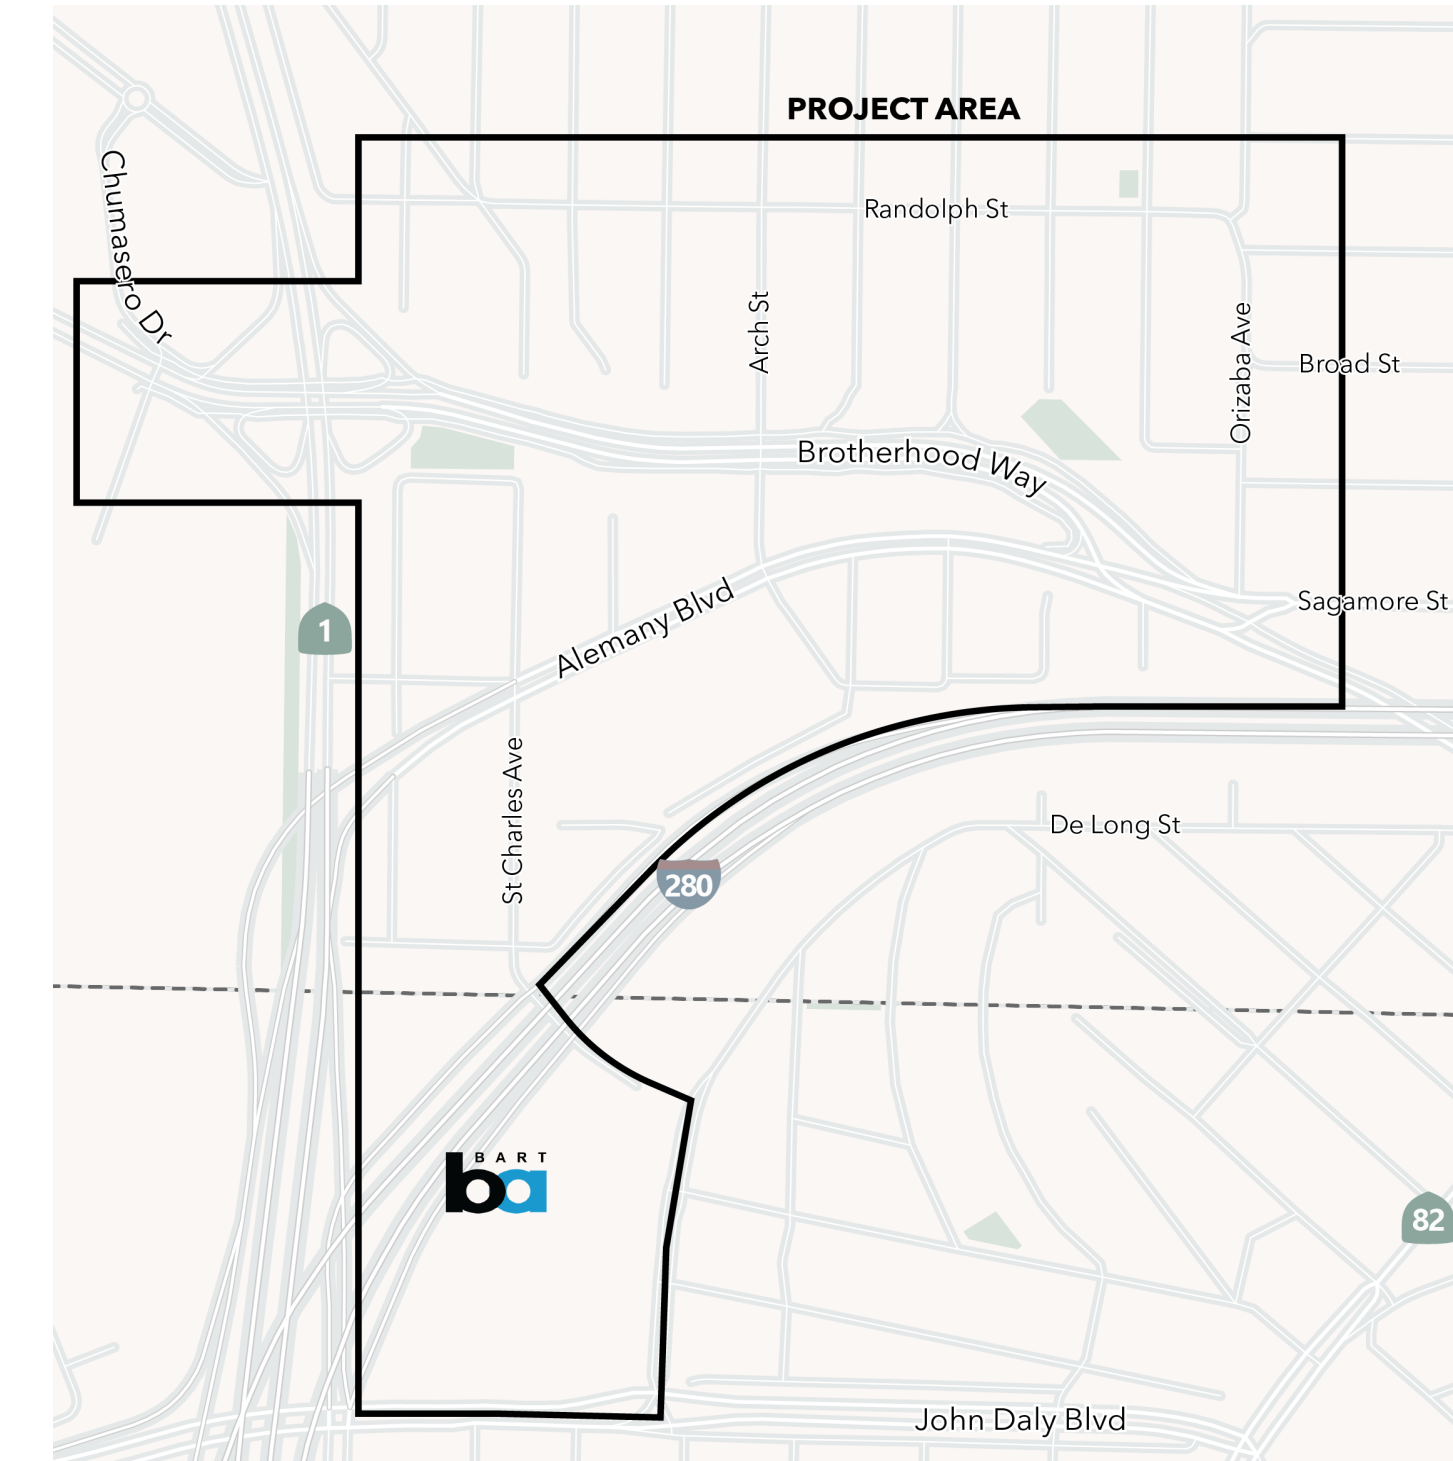 PROJECT AREA
Chumasero Dr
Randolph St
Arch St
Orizaba Ave
Broad St
Brotherhood Way
Alemany Blvd
Sagamore St
1
St Charles Ave
De Long St
280
BART
ba
82
John Daly Blvd